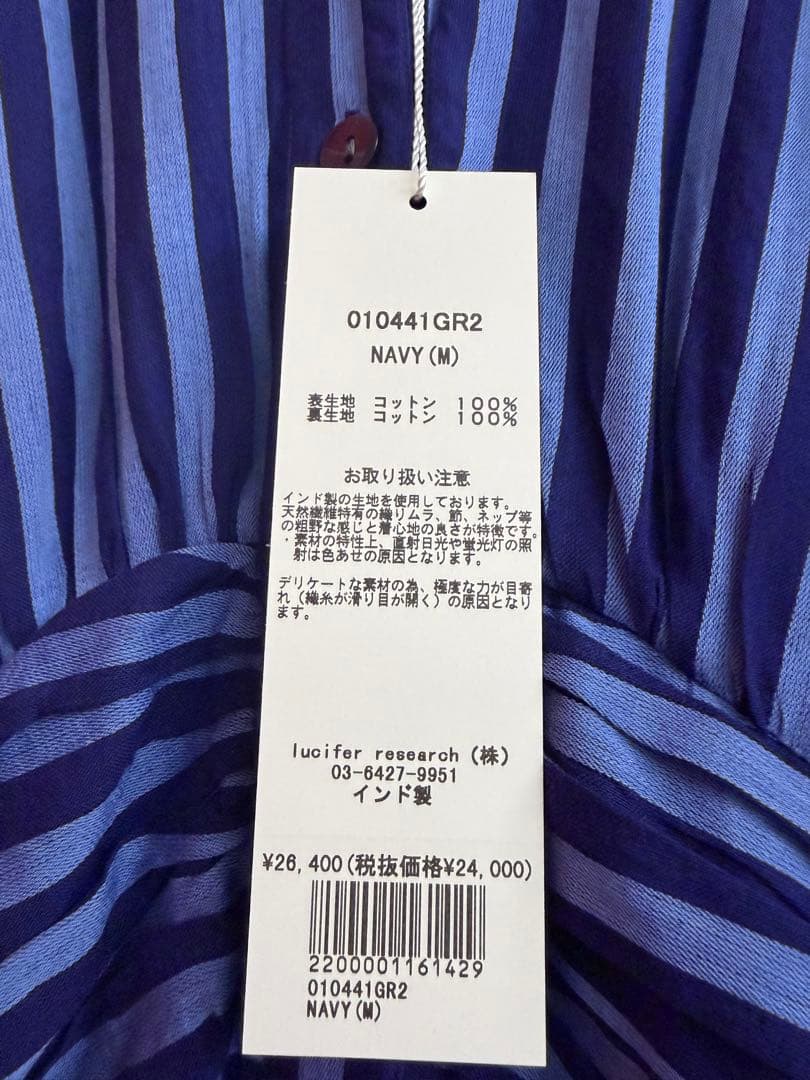 010441GR2
NAVY(M)
表生地 コットン 100%
裏生地 コットン 100%
お取り扱い注意
インド製の生地を使用しております。
天然繊維特有の織りムラ、節、ネップ等
の粗野な感じと着心地の良さが特徴です。
・素材の特性上、直射日光や蛍光灯の照
射は色あせの原因となります。
デリケートな素材の為、極度な力が目寄
れ（織糸が滑り目が開く）の原因となり
ます。
lucifer research（株）
03-6427-9951
インド製
¥26,400(税抜価格¥24,000)
2200001161429
010441GR2
NAVY(M)